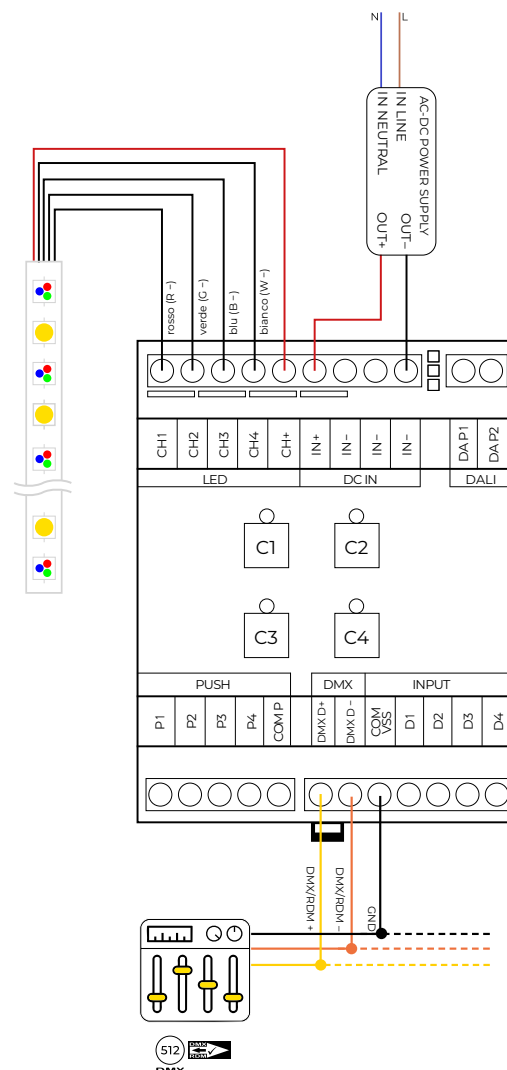 N L
AC-DC POWER SUPPLY
IN LINE
IN NEUTRAL
OUT+
OUT-
rosso (R -)
verde (G -)
blu (B -)
bianco (W -)
CH1
CH2
CH3
CH4
CH+
IN+
IN-
IN-
IN-
DA P1
DA P2
LED
DC IN
DALI
C1
C2
C3
C4
PUSH
DMX
INPUT
P1
P2
P3
P4
COM P
DMX D+
DMX D -
COM
VSS
D1
D2
D3
D4
DMX/RDM +
DMX/RDM -
GND
512
DMX
RDM
DMX